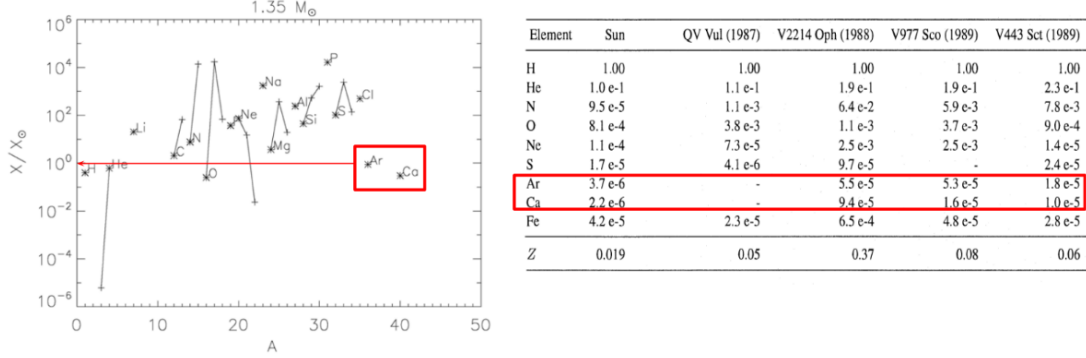 1.35 M⊙
X/X⊙
10⁶
10⁴
10²
10⁰
10⁻²
10⁻⁴
10⁻⁶
H
He
Li
C
N
O
F
Ne
Na
Mg
Al
Si
P
S
Cl
Ar
Ca
0 10 20 30 40 50
A
Element Sun QV Vul (1987) V2214 Oph (1988) V977 Sco (1989) V443 Sct (1989)
H 1.00 1.00 1.00 1.00 1.00
He 1.0 e-1 1.1 e-1 1.9 e-1 1.9 e-1 2.3 e-1
N 9.5 e-5 1.1 e-3 6.4 e-2 5.9 e-3 7.8 e-3
O 8.1 e-4 3.8 e-3 1.1 e-3 3.7 e-3 9.0 e-4
Ne 1.1 e-4 7.3 e-5 2.5 e-3 2.5 e-3 1.4 e-5
S 1.7 e-5 4.1 e-6 9.7 e-5 - 2.4 e-5
Ar 3.7 e-6 - 5.5 e-5 5.3 e-5 1.8 e-5
Ca 2.2 e-6 - 9.4 e-5 1.6 e-5 1.0 e-5
Fe 4.2 e-5 2.3 e-5 6.5 e-4 4.8 e-5 2.8 e-5
Z 0.019 0.05 0.37 0.08 0.06